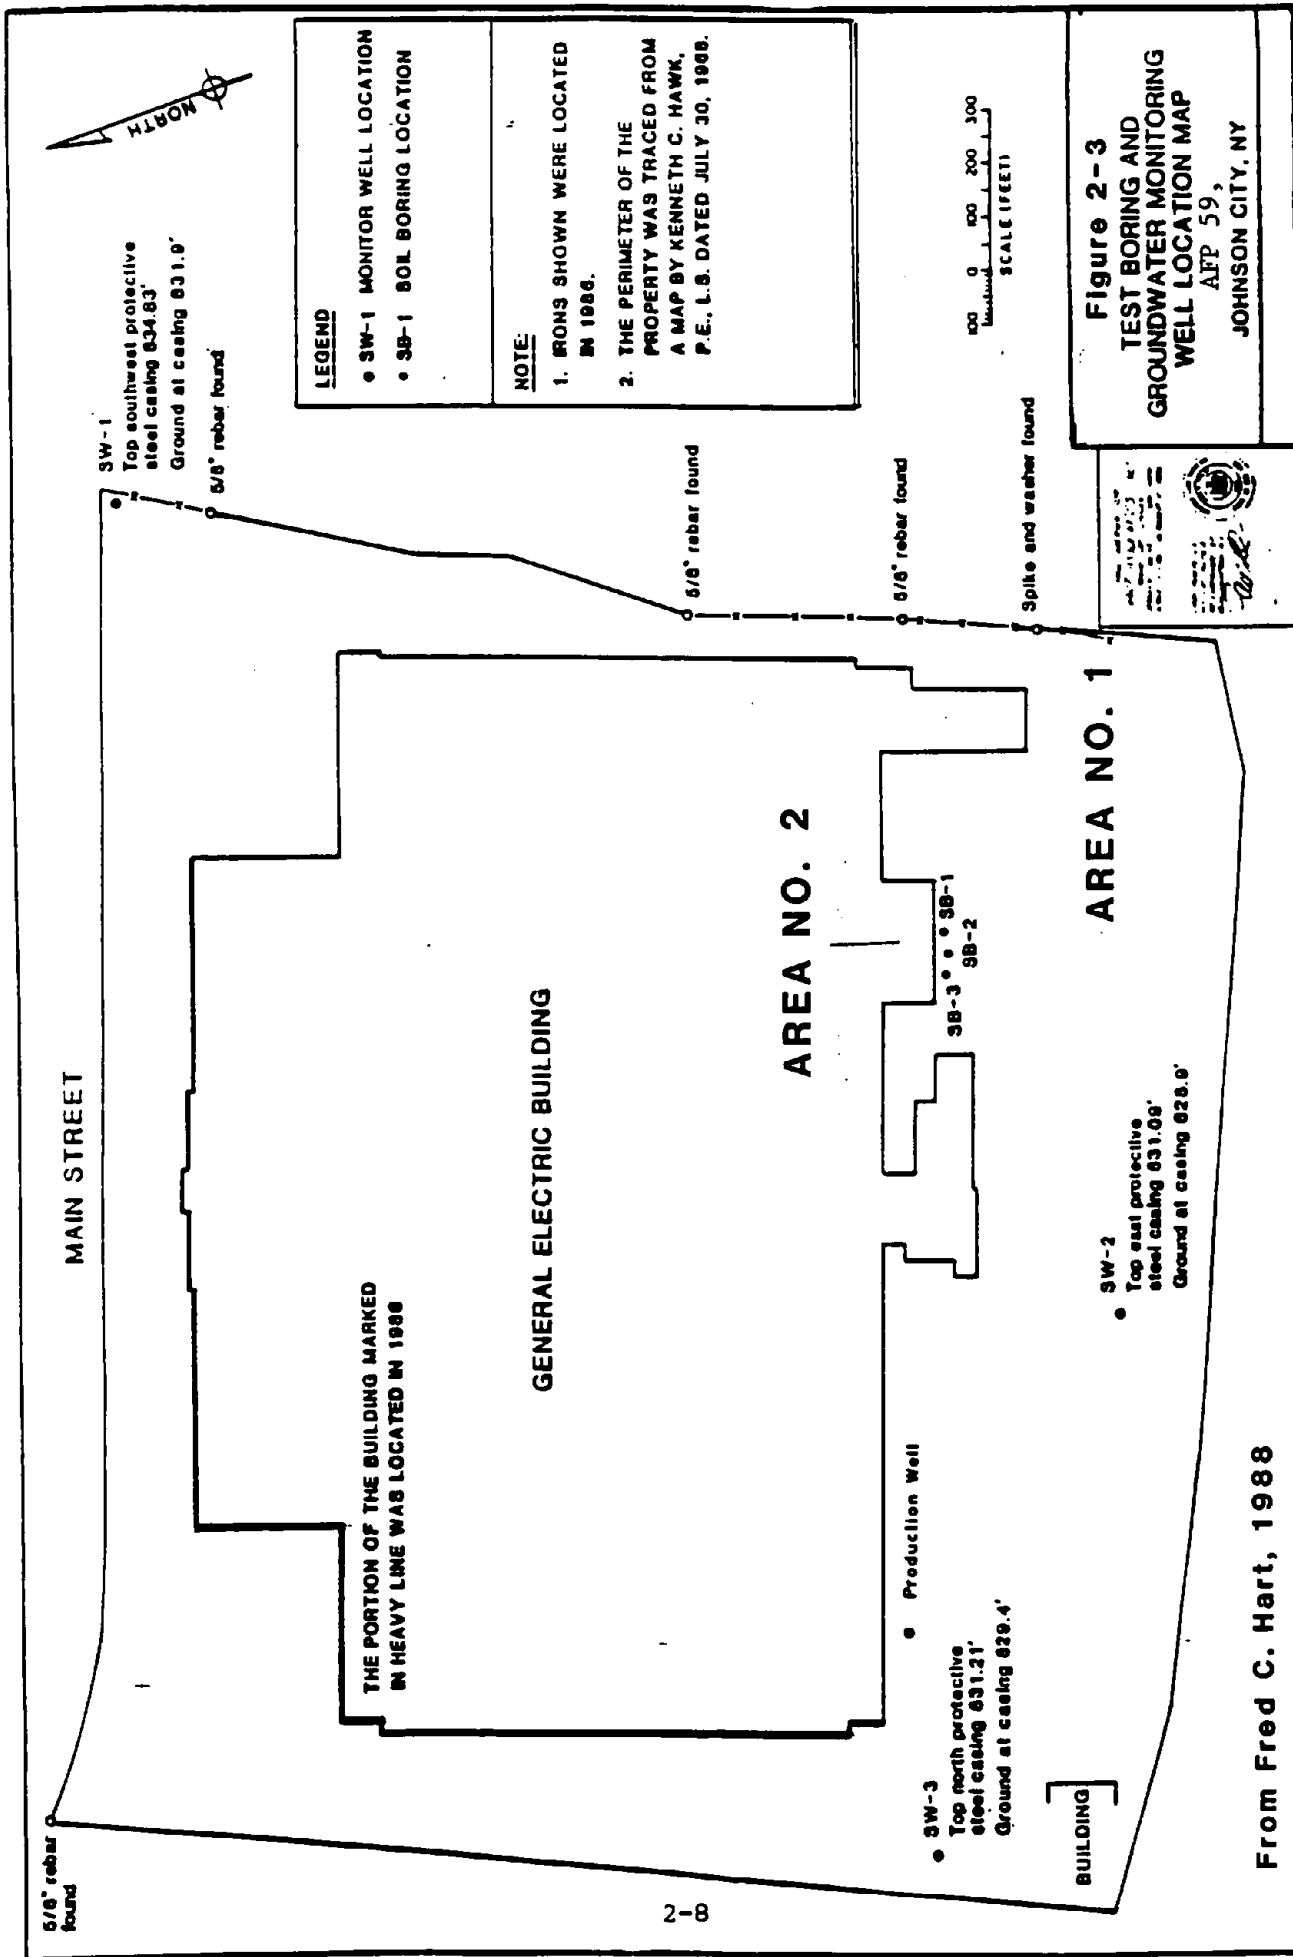 MAIN STREET
5/8" rebar
found
SW-1
Top southwest protective
steel casing 834.83'
Ground at casing 831.9'
5/8" rebar found
NORTH
THE PORTION OF THE BUILDING MARKED
IN HEAVY LINE WAS LOCATED IN 1986
GENERAL ELECTRIC BUILDING
AREA NO. 2
5/8" rebar found
5/8" rebar found
Spike and washer found
SB-3
SB-1
SB-2
AREA NO. 1
Production Well
SW-3
Top north protective
steel casing 831.21'
Ground at casing 829.4'
SW-2
Top east protective
steel casing 831.09'
Ground at casing 828.9'
BUILDING
LEGEND
SW-1 MONITOR WELL LOCATION
SB-1 SOIL BORING LOCATION
NOTE:
1. IRONS SHOWN WERE LOCATED
IN 1986.
2. THE PERIMETER OF THE
PROPERTY WAS TRACED FROM
A MAP BY KENNETH C. HAWK,
P.E., L.S. DATED JULY 30, 1986.
100 0 100 200 300
SCALE (FEET)
Figure 2-3
TEST BORING AND
GROUNDWATER MONITORING
WELL LOCATION MAP
AFP 59,
JOHNSON CITY, NY
From Fred C. Hart, 1988
2-8